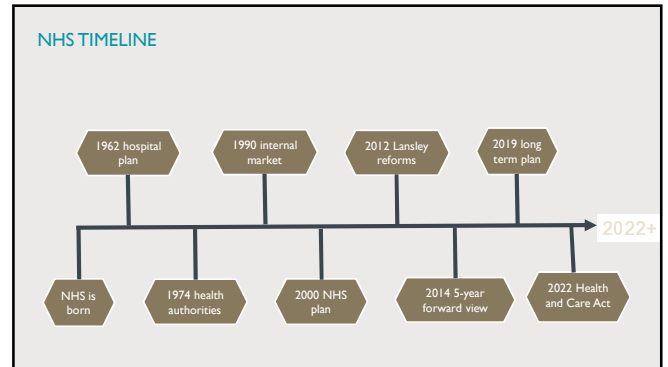 NHS TIMELINE
1962 hospital
plan
1990 internal
market
2012 Lansley
reforms
2019 long
term plan
2022+
NHS is
born
1974 health
authorities
2000 NHS
plan
2014 5-year
forward view
2022 Health
and Care Act